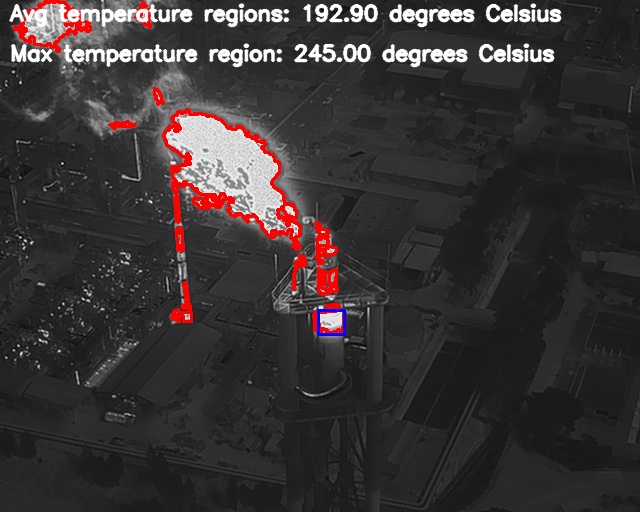 Avg temperature regions: 192.90 degrees Celsius
Max temperature region: 245.00 degrees Celsius